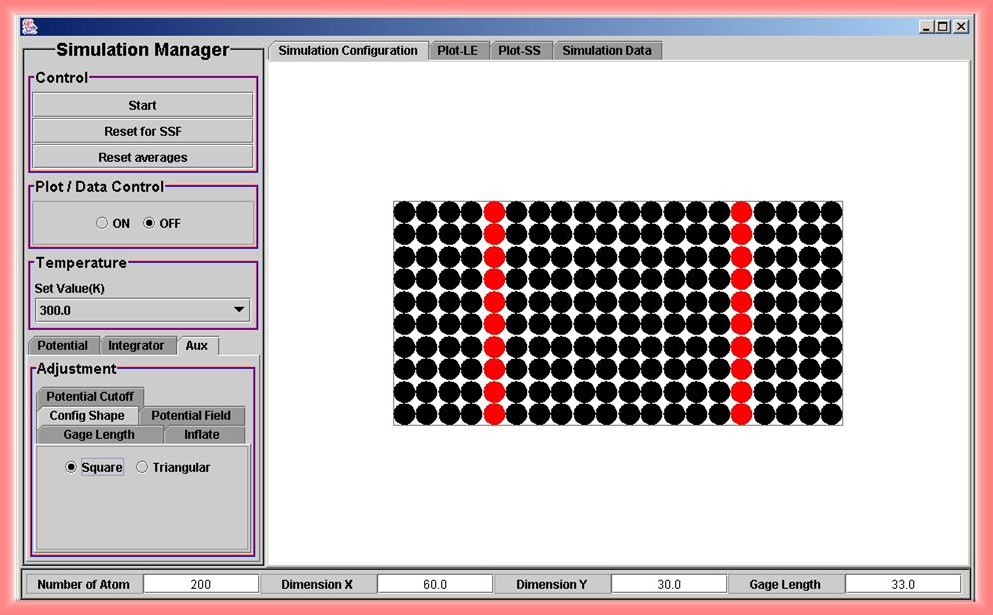 Simulation Manager
Control
Start
Reset for SSF
Reset averages
Plot / Data Control
ON OFF
Temperature
Set Value(K)
300.0
Potential Integrator Aux
Adjustment
Potential Cutoff
Config Shape Potential Field
Gage Length Inflate
Square Triangular
Simulation Configuration Plot-LE Plot-SS Simulation Data
Number of Atom 200 Dimension X 60.0 Dimension Y 30.0 Gage Length 33.0